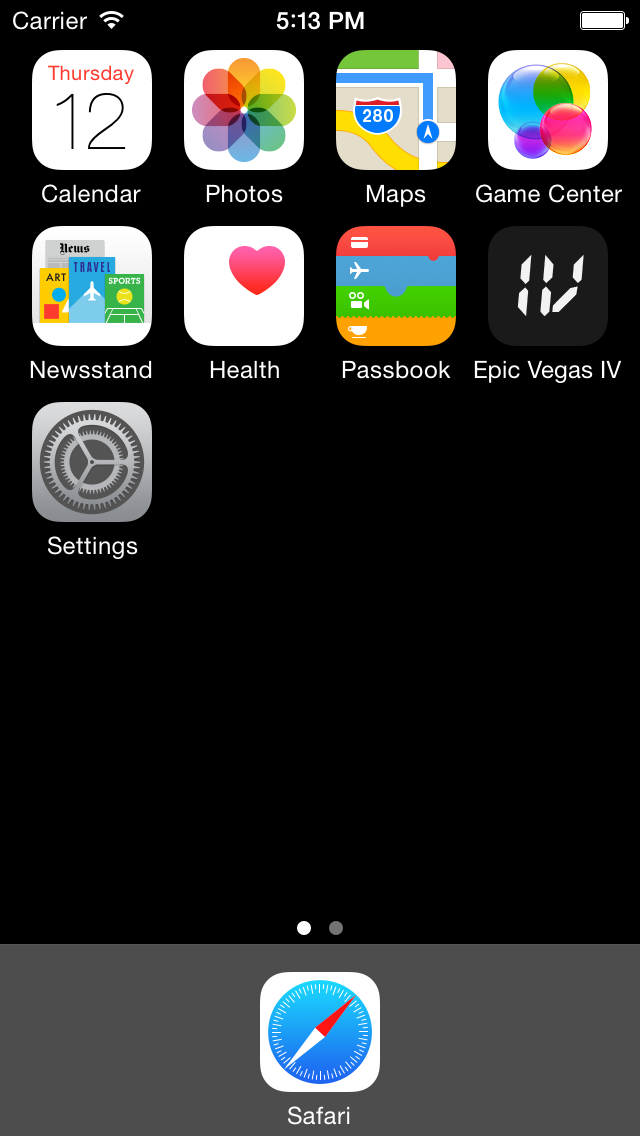 Carrier 5:13 PM
Thursday
12
280
Calendar Photos Maps Game Center
News
ART TRAVEL SPORTS
IV
Newsstand Health Passbook Epic Vegas IV
Settings
Safari